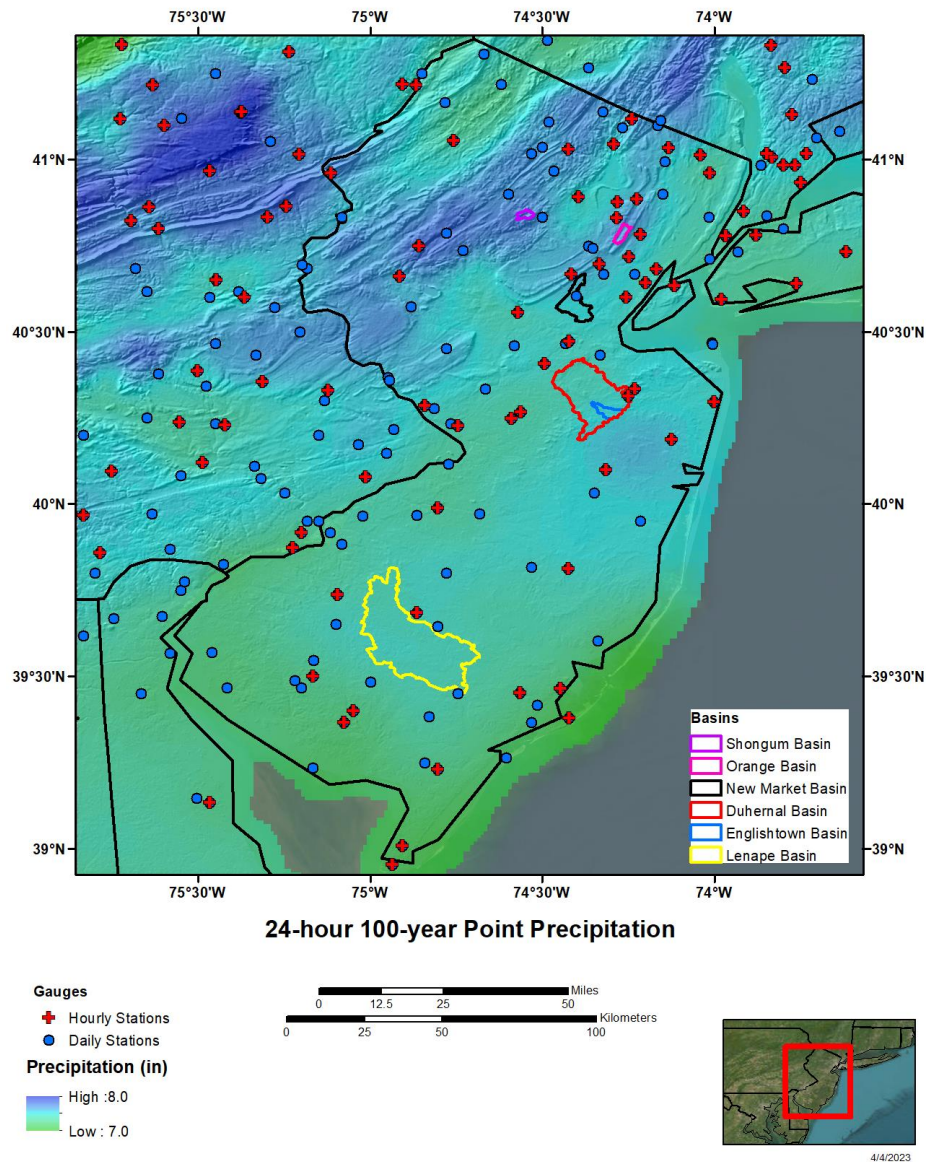 75°30'W 75°W 74°30'W 74°W
41°N 41°N
40°30'N 40°30'N
40°N 40°N
39°30'N 39°30'N
Basins
Shongum Basin
Orange Basin
New Market Basin
Duhernal Basin
Englishtown Basin
Lenape Basin
39°N 39°N
75°30'W 75°W 74°30'W 74°W
24-hour 100-year Point Precipitation
Gauges
Hourly Stations
Daily Stations
Precipitation (in)
High :8.0
Low : 7.0
Miles
0 12.5 25 50
Kilometers
0 25 50 100
4/4/2023